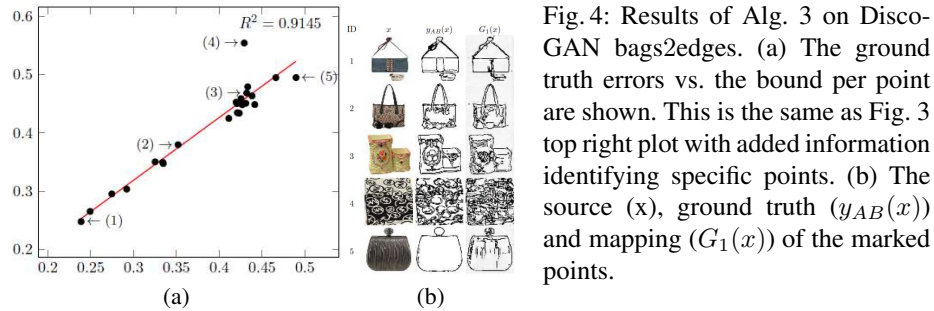 R² = 0.9145
(4)
(3)
(5)
(2)
(1)
0.6
0.5
0.4
0.3
0.2
0.2 0.25 0.3 0.35 0.4 0.45 0.5
(a)
ID x y_{AB}(x) G_1(x)
1
2
3
4
5
(b)
Fig. 4: Results of Alg. 3 on Disco-
GAN bags2edges. (a) The ground
truth errors vs. the bound per point
are shown. This is the same as Fig. 3
top right plot with added information
identifying specific points. (b) The
source (x), ground truth (y_{AB}(x))
and mapping (G_1(x)) of the marked
points.